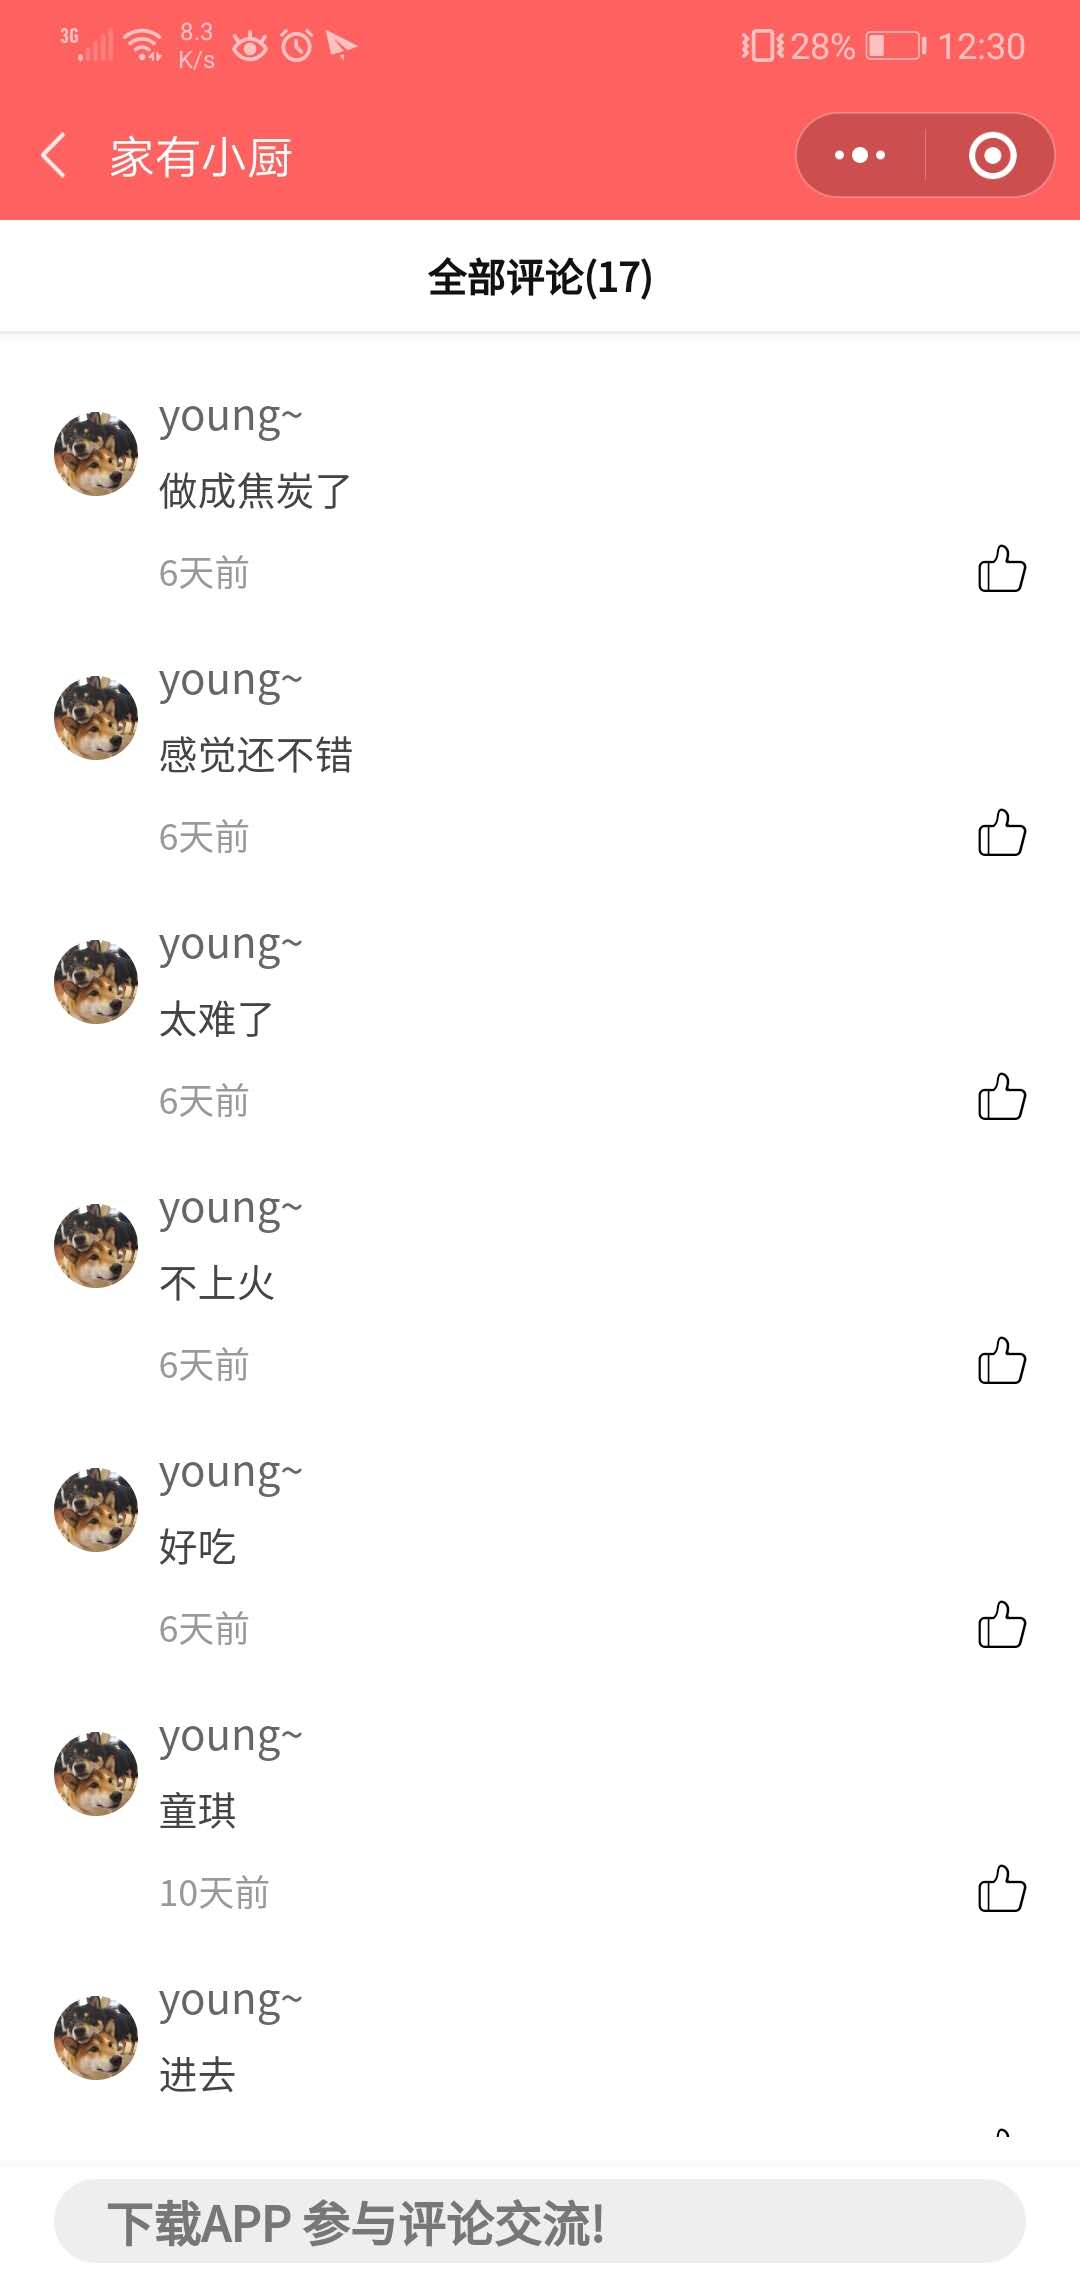 3G
8.3
K/s
28%
12:30
家有小厨
全部评论(17)
young~
做成焦炭了
6天前
young~
感觉还不错
6天前
young~
太难了
6天前
young~
不上火
6天前
young~
好吃
6天前
young~
童琪
10天前
young~
进去
下载APP 参与评论交流!